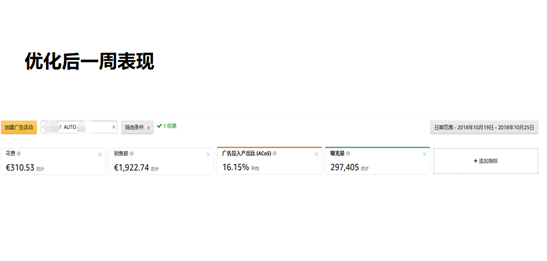 优化后一周表现
创建广告活动 AUTO × 筛选条件 1 结果 日期范围 - 2018年10月19日 - 2018年10月25日
花费 × 销售额 × 广告投入产出比 (ACoS) × 曝光量 × + 添加指标
€310.53 总计 €1,922.74 总计 16.15% 平均 297,405 总计